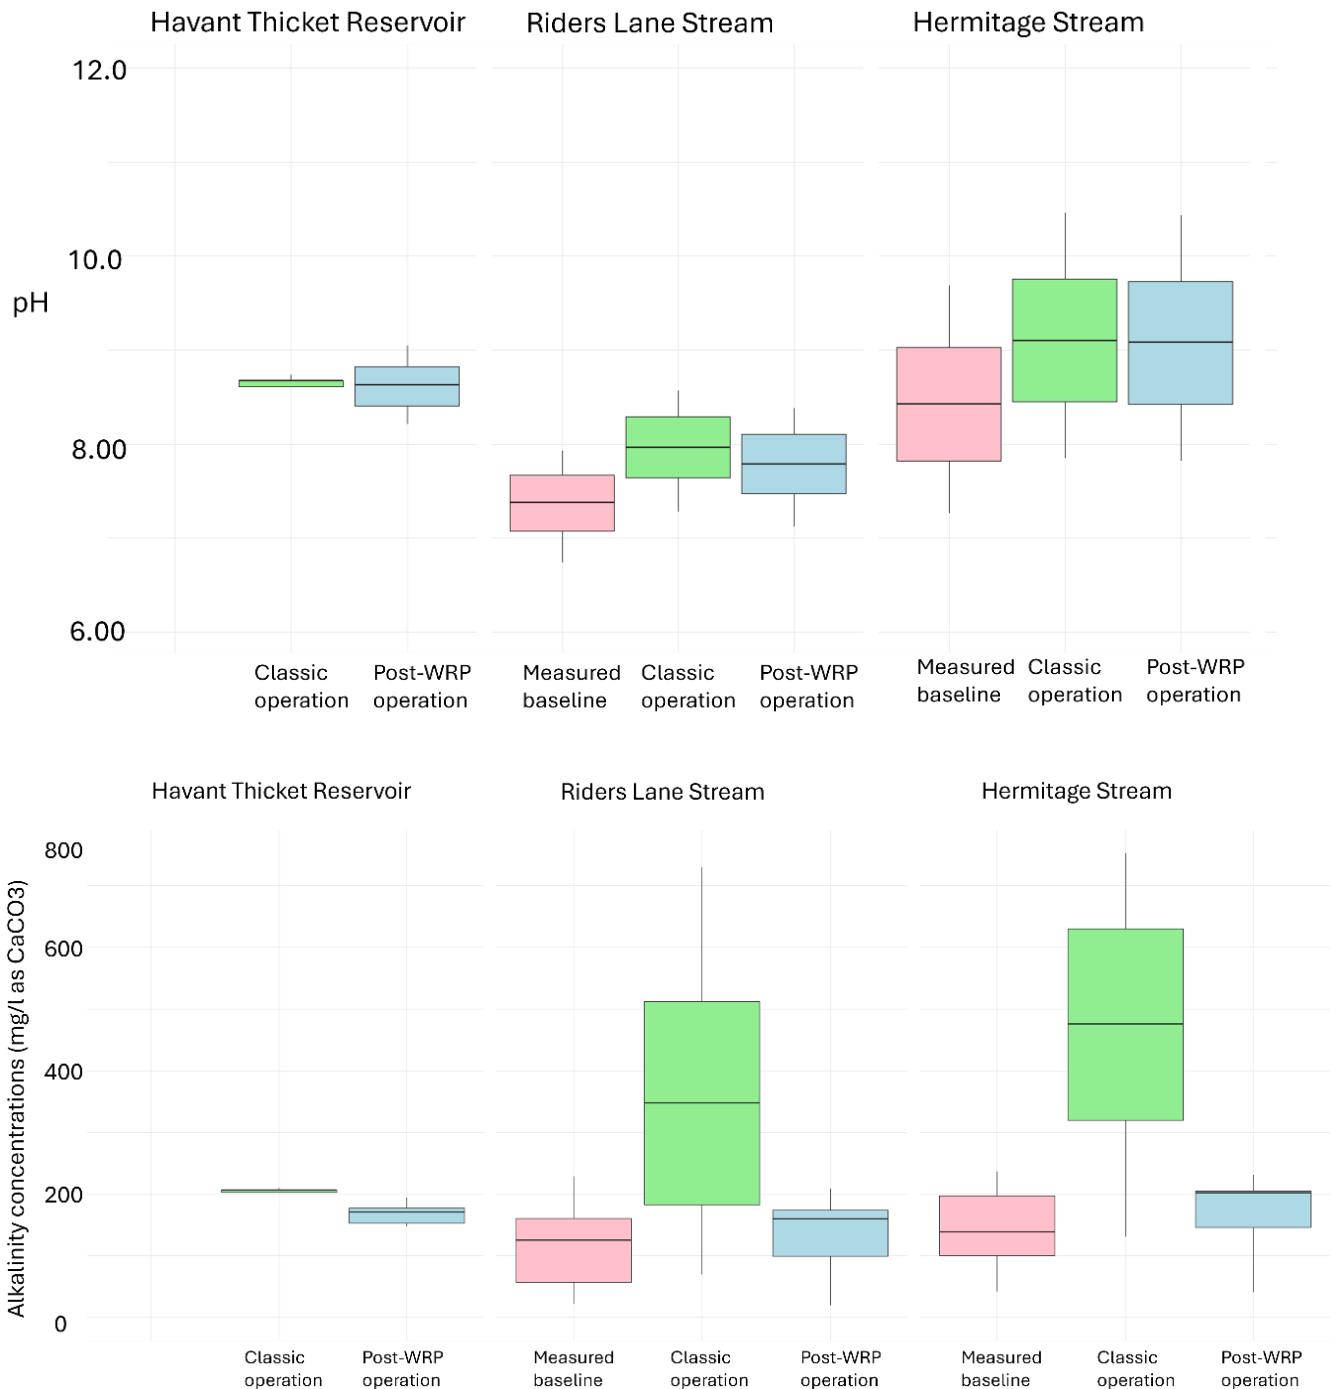 Havant Thicket Reservoir Riders Lane Stream Hermitage Stream
12.0
10.0
pH
8.00
6.00
Classic operation
Post-WRP operation
Measured baseline
Classic operation
Post-WRP operation
Measured baseline
Classic operation
Post-WRP operation
Havant Thicket Reservoir Riders Lane Stream Hermitage Stream
Alkalinity concentrations (mg/l as CaCO3)
800
600
400
200
0
Classic operation
Post-WRP operation
Measured baseline
Classic operation
Post-WRP operation
Measured baseline
Classic operation
Post-WRP operation